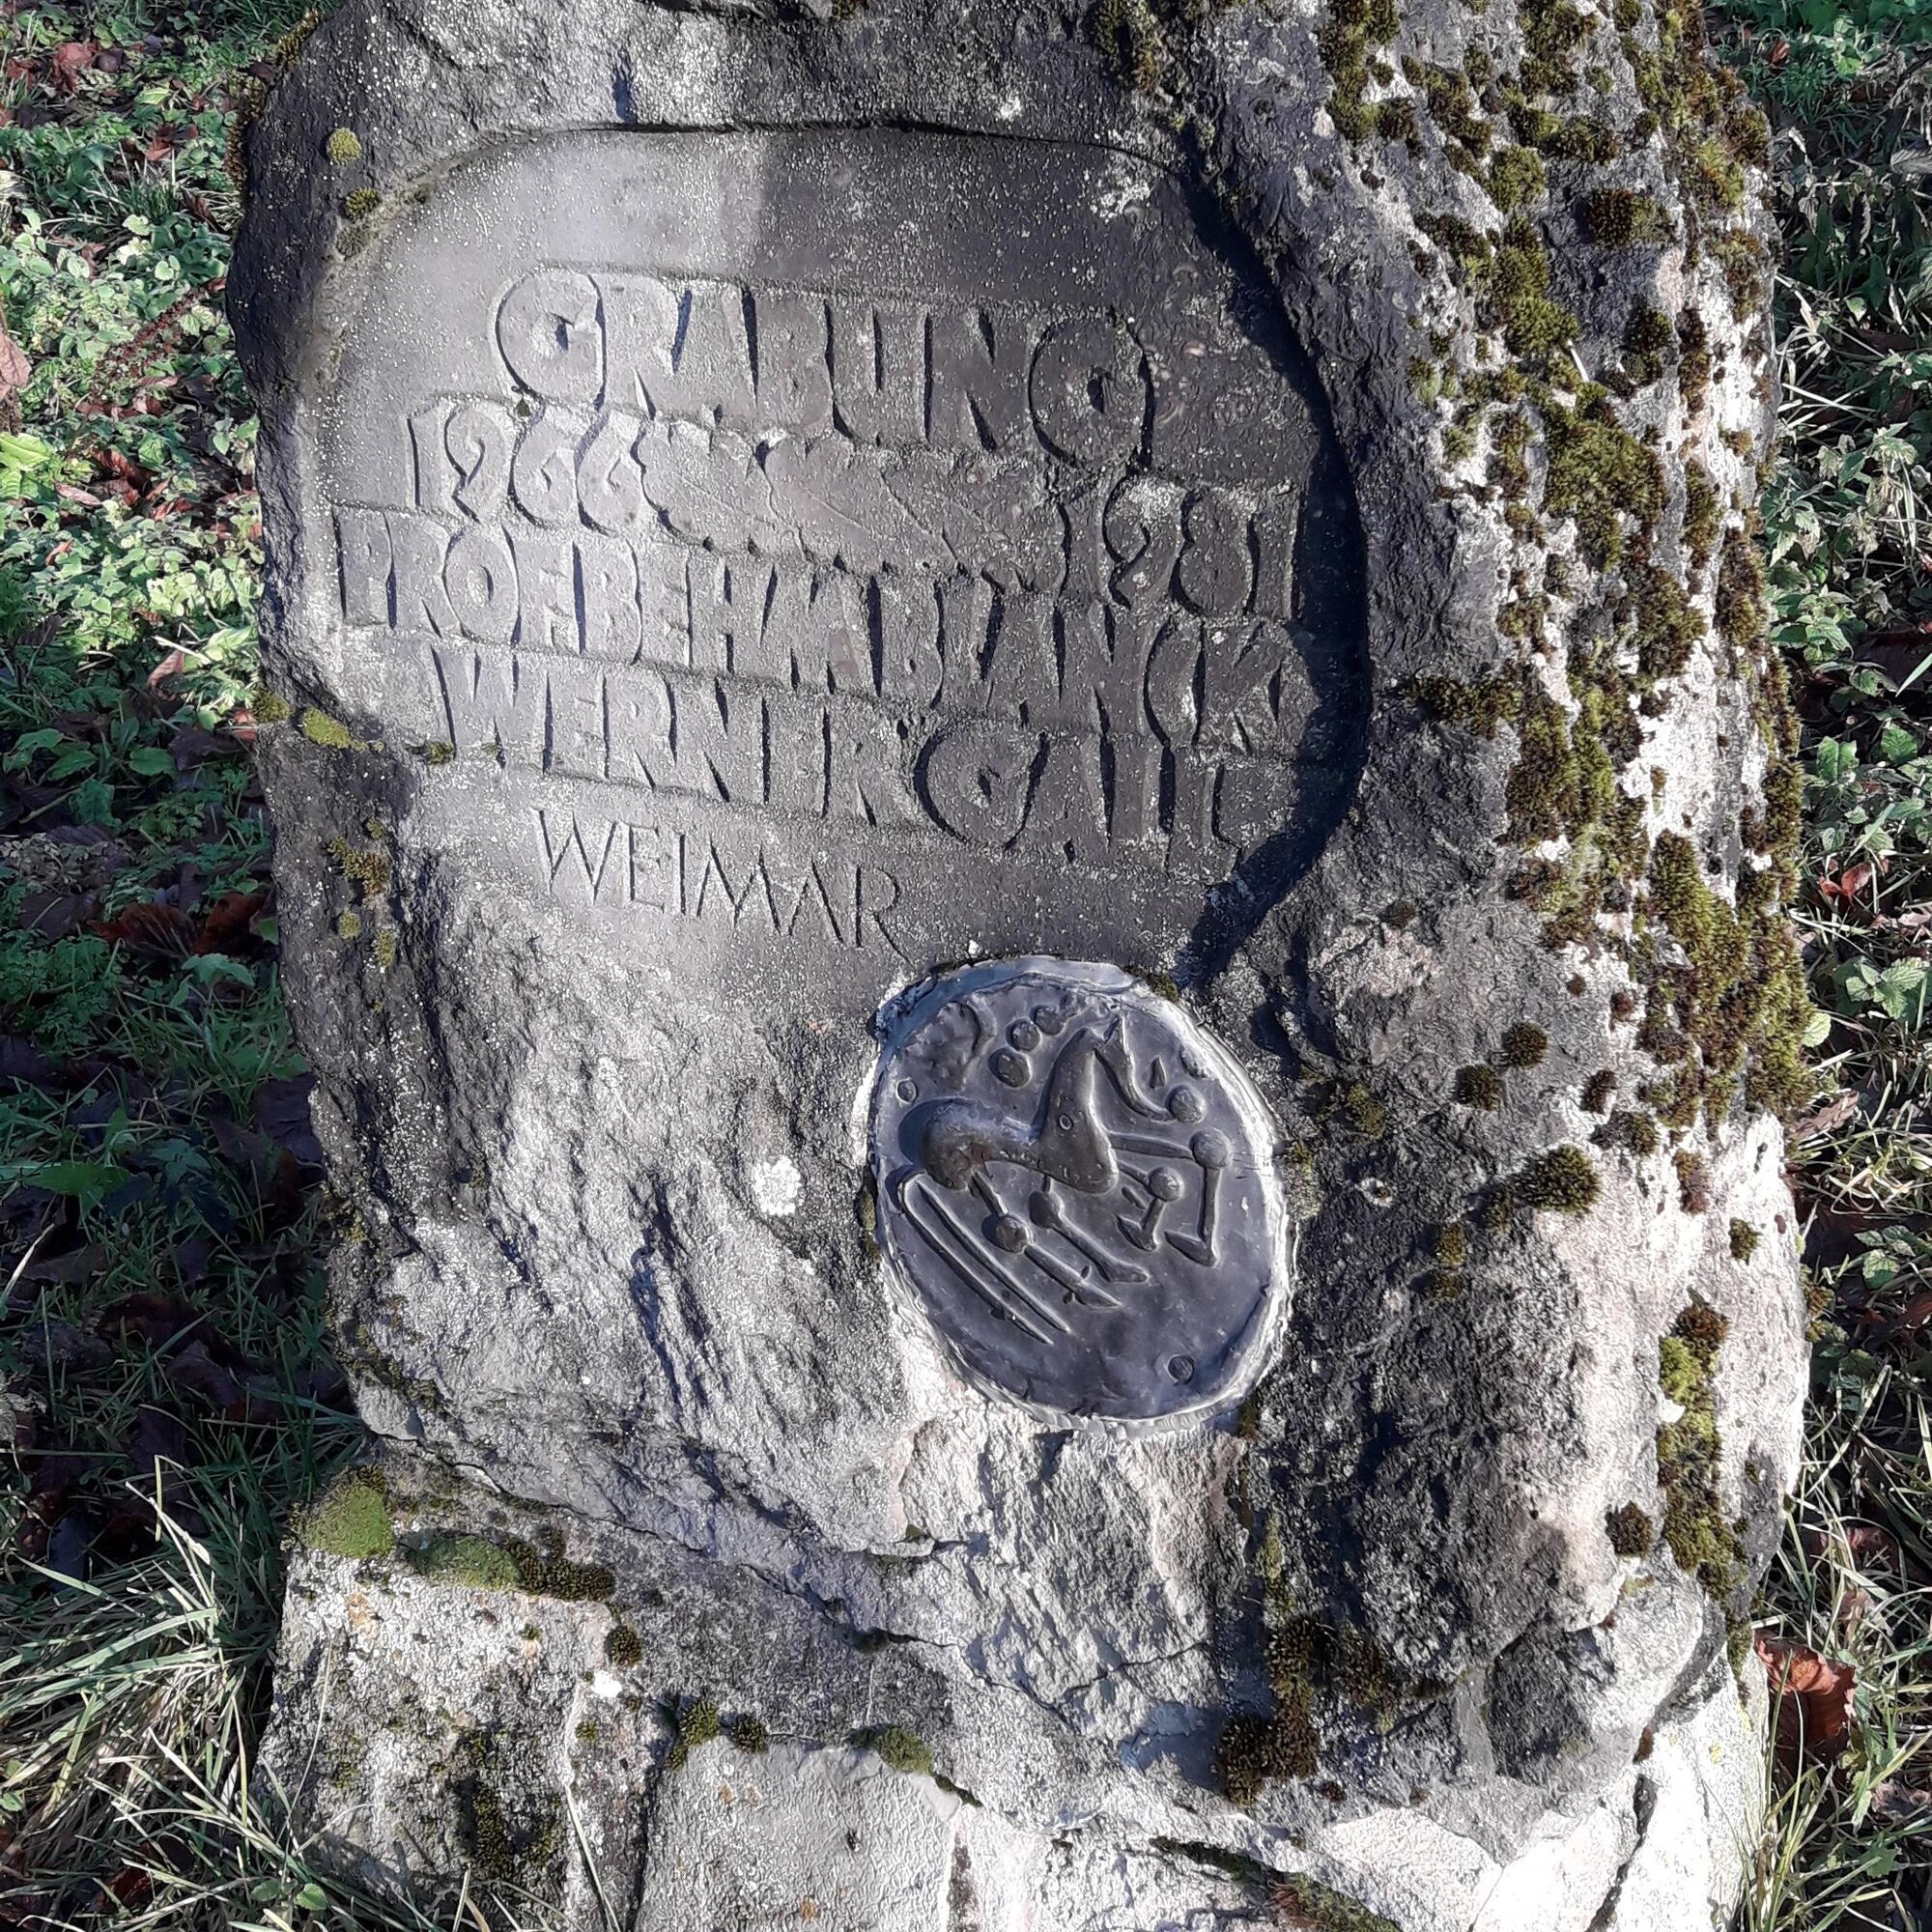 GRABUNG
1966 1981
PROF. BEHM BLANCKE
WERNER GALL
WEIMAR